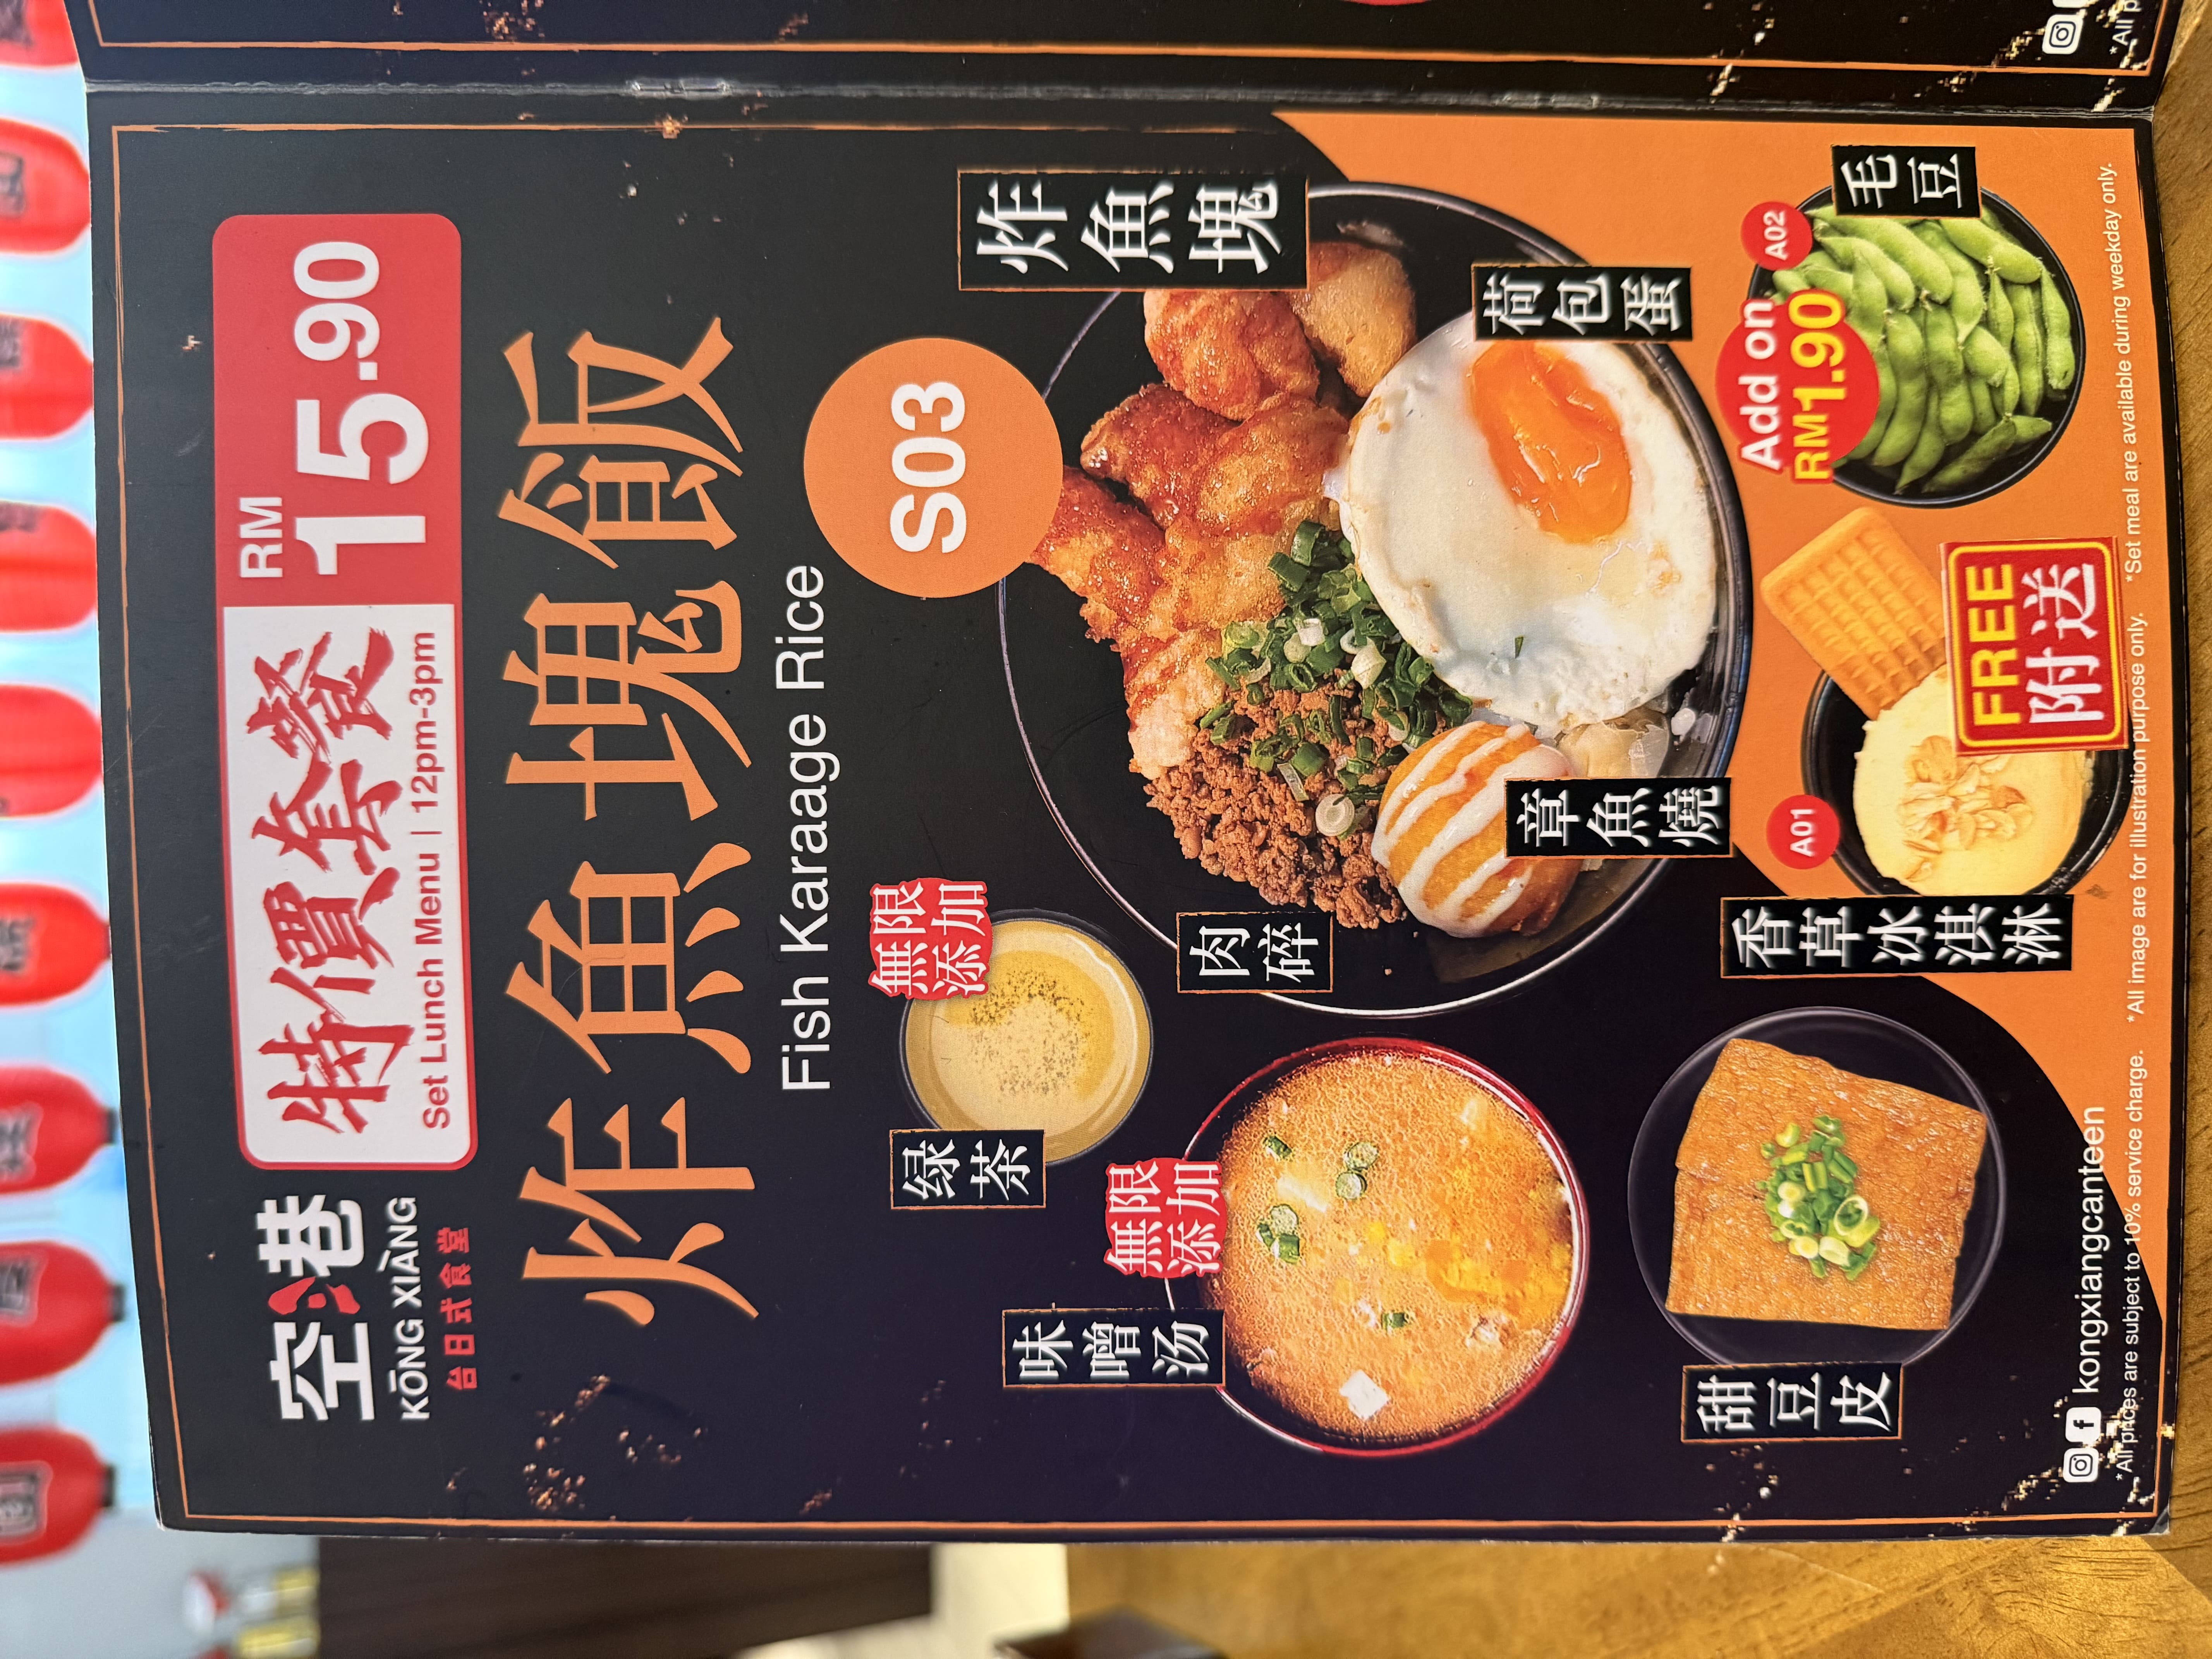 空港
KŌNG XIÀNG
台日式食堂
特價套餐
Set Lunch Menu | 12pm-3pm
RM
15.90
炸魚塊飯
Fish Karaage Rice
S03
無限
添加
绿茶
炸魚塊
無限
添加
味噌汤
肉碎
荷包蛋
章魚燒
甜豆皮
香草冰淇淋
A01
FREE
附送
Add on
RM1.90
A02
毛豆
kongxiangcanteen
*All prices are subject to 10% service charge.
*All image are for illustration purpose only.
*Set meal are available during weekday only.
*All p